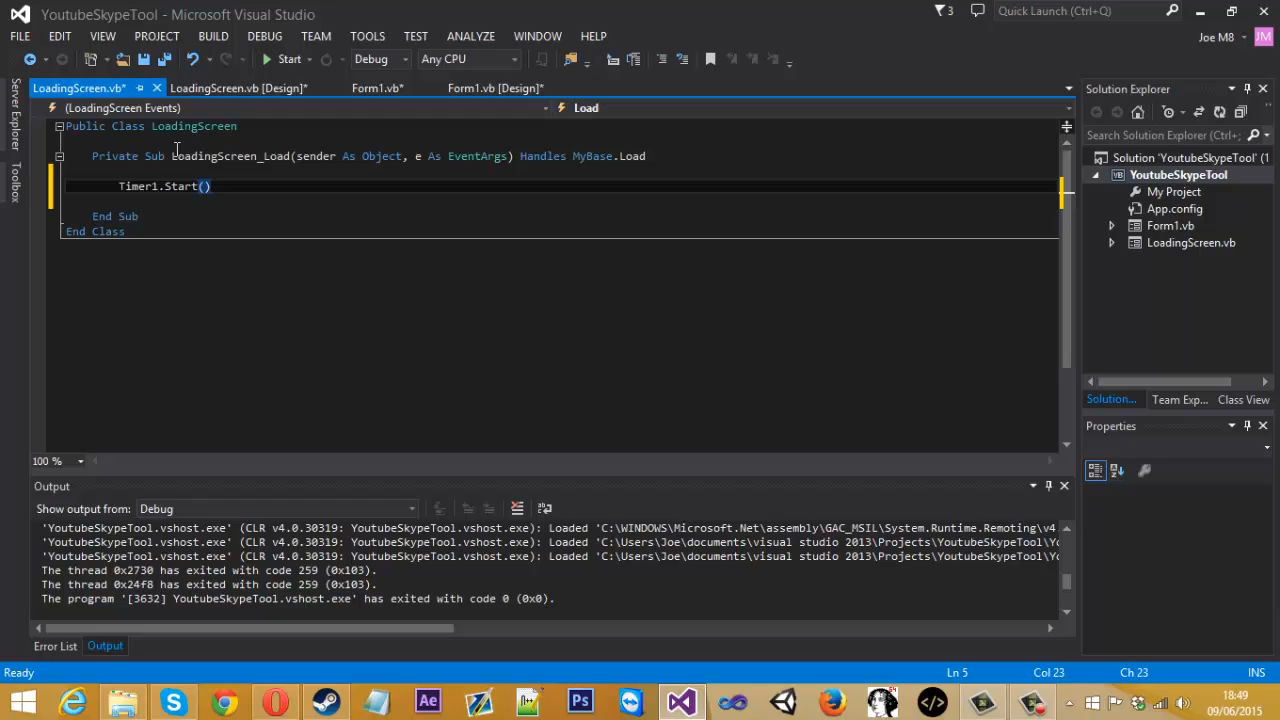 YoutubeSkypeTool - Microsoft Visual Studio
3
Quick Launch (Ctrl+Q)
FILE EDIT VIEW PROJECT BUILD DEBUG TEAM TOOLS TEST ANALYZE WINDOW HELP
Joe M8
JM
Start
Debug
Any CPU
LoadingScreen.vb*
LoadingScreen.vb [Design]*
Form1.vb*
Form1.vb [Design]*
Server Explorer
Toolbox
(LoadingScreen Events)
Load
Public Class LoadingScreen
Private Sub LoadingScreen_Load(sender As Object, e As EventArgs) Handles MyBase.Load
Timer1.Start()
End Sub
End Class
100 %
Solution Explorer
Search Solution Explorer (Ctrl+;
Solution 'YoutubeSkypeTool' (1
YoutubeSkypeTool
My Project
App.config
Form1.vb
LoadingScreen.vb
Solution... Team Exp... Class View
Properties
Output
Show output from: Debug
'YoutubeSkypeTool.vshost.exe' (CLR v4.0.30319: YoutubeSkypeTool.vshost.exe): Loaded 'C:\WINDOWS\Microsoft.Net\assembly\GAC_MSIL\System.Runtime.Remoting\v4
'YoutubeSkypeTool.vshost.exe' (CLR v4.0.30319: YoutubeSkypeTool.vshost.exe): Loaded 'C:\Users\Joe\documents\visual studio 2013\Projects\YoutubeSkypeTool\Yo
'YoutubeSkypeTool.vshost.exe' (CLR v4.0.30319: YoutubeSkypeTool.vshost.exe): Loaded 'C:\Users\Joe\documents\visual studio 2013\Projects\YoutubeSkypeTool\Yo
The thread 0x2730 has exited with code 259 (0x103).
The thread 0x24f8 has exited with code 259 (0x103).
The program '[3632] YoutubeSkypeTool.vshost.exe' has exited with code 0 (0x0).
Error List Output
Ready
Ln 5
Col 23
Ch 23
INS
Ae
Ps
18:49
09/06/2015